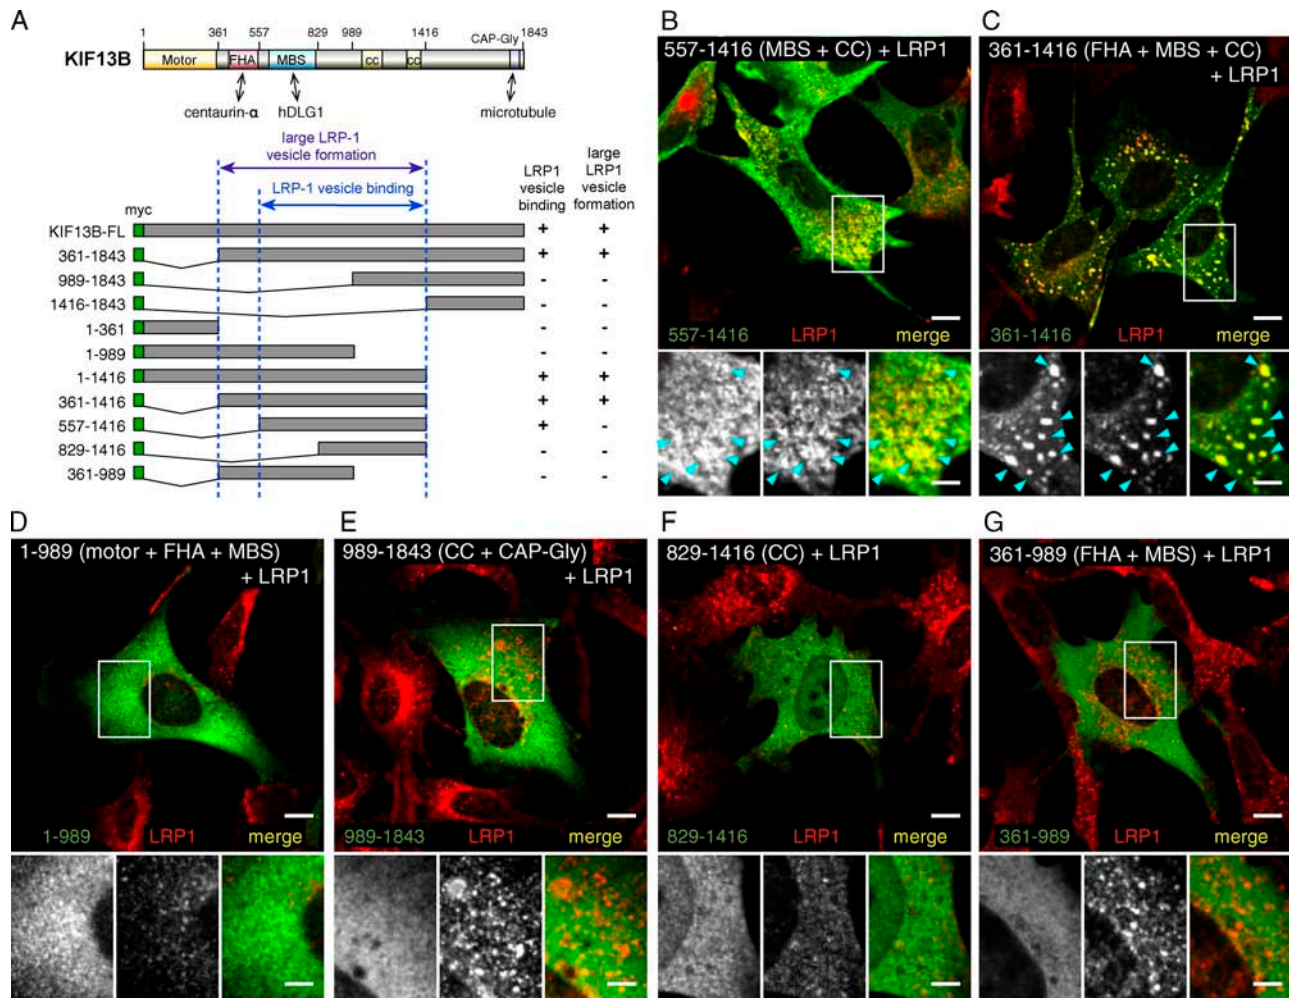 A
1 361 557 829 989 1416 1843
CAP-Gly
KIF13B
Motor FHA MBS CC CC
centaurin-α hDLG1 microtubule
large LRP-1
vesicle formation
LRP-1 vesicle binding
LRP1
vesicle
binding
large
LRP1
vesicle
formation
myc
KIF13B-FL + +
361-1843 + +
989-1843 - -
1416-1843 - -
1-361 - -
1-989 - -
1-1416 + +
361-1416 + +
557-1416 + -
829-1416 - -
361-989 - -
B
557-1416 (MBS + CC) + LRP1
557-1416 LRP1 merge
C
361-1416 (FHA + MBS + CC)
+ LRP1
361-1416 LRP1 merge
D
1-989 (motor + FHA + MBS)
+ LRP1
1-989 LRP1 merge
E
989-1843 (CC + CAP-Gly)
+ LRP1
989-1843 LRP1 merge
F
829-1416 (CC) + LRP1
829-1416 LRP1 merge
G
361-989 (FHA + MBS) + LRP1
361-989 LRP1 merge